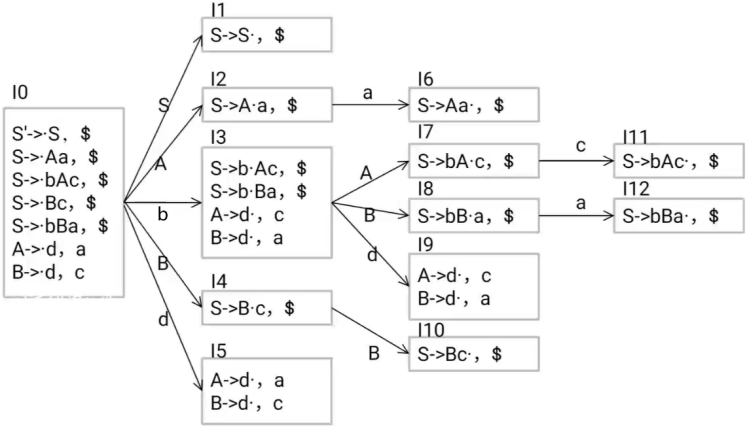 I0
S'->·S, $
S->·Aa, $
S->·bAc, $
S->·Bc, $
S->·bBa, $
A->·d, a
B->·d, c
S
A
b
B
d
I1
S->S·, $
I2
S->A·a, $
I3
S->b·Ac, $
S->b·Ba, $
A->d·, c
B->d·, a
I4
S->B·c, $
I5
A->d·, a
B->d·, c
a
A
B
d
B
I6
S->Aa·, $
I7
S->bA·c, $
I8
S->bB·a, $
I9
A->d·, c
B->d·, a
I10
S->Bc·, $
c
a
I11
S->bAc·, $
I12
S->bBa·, $